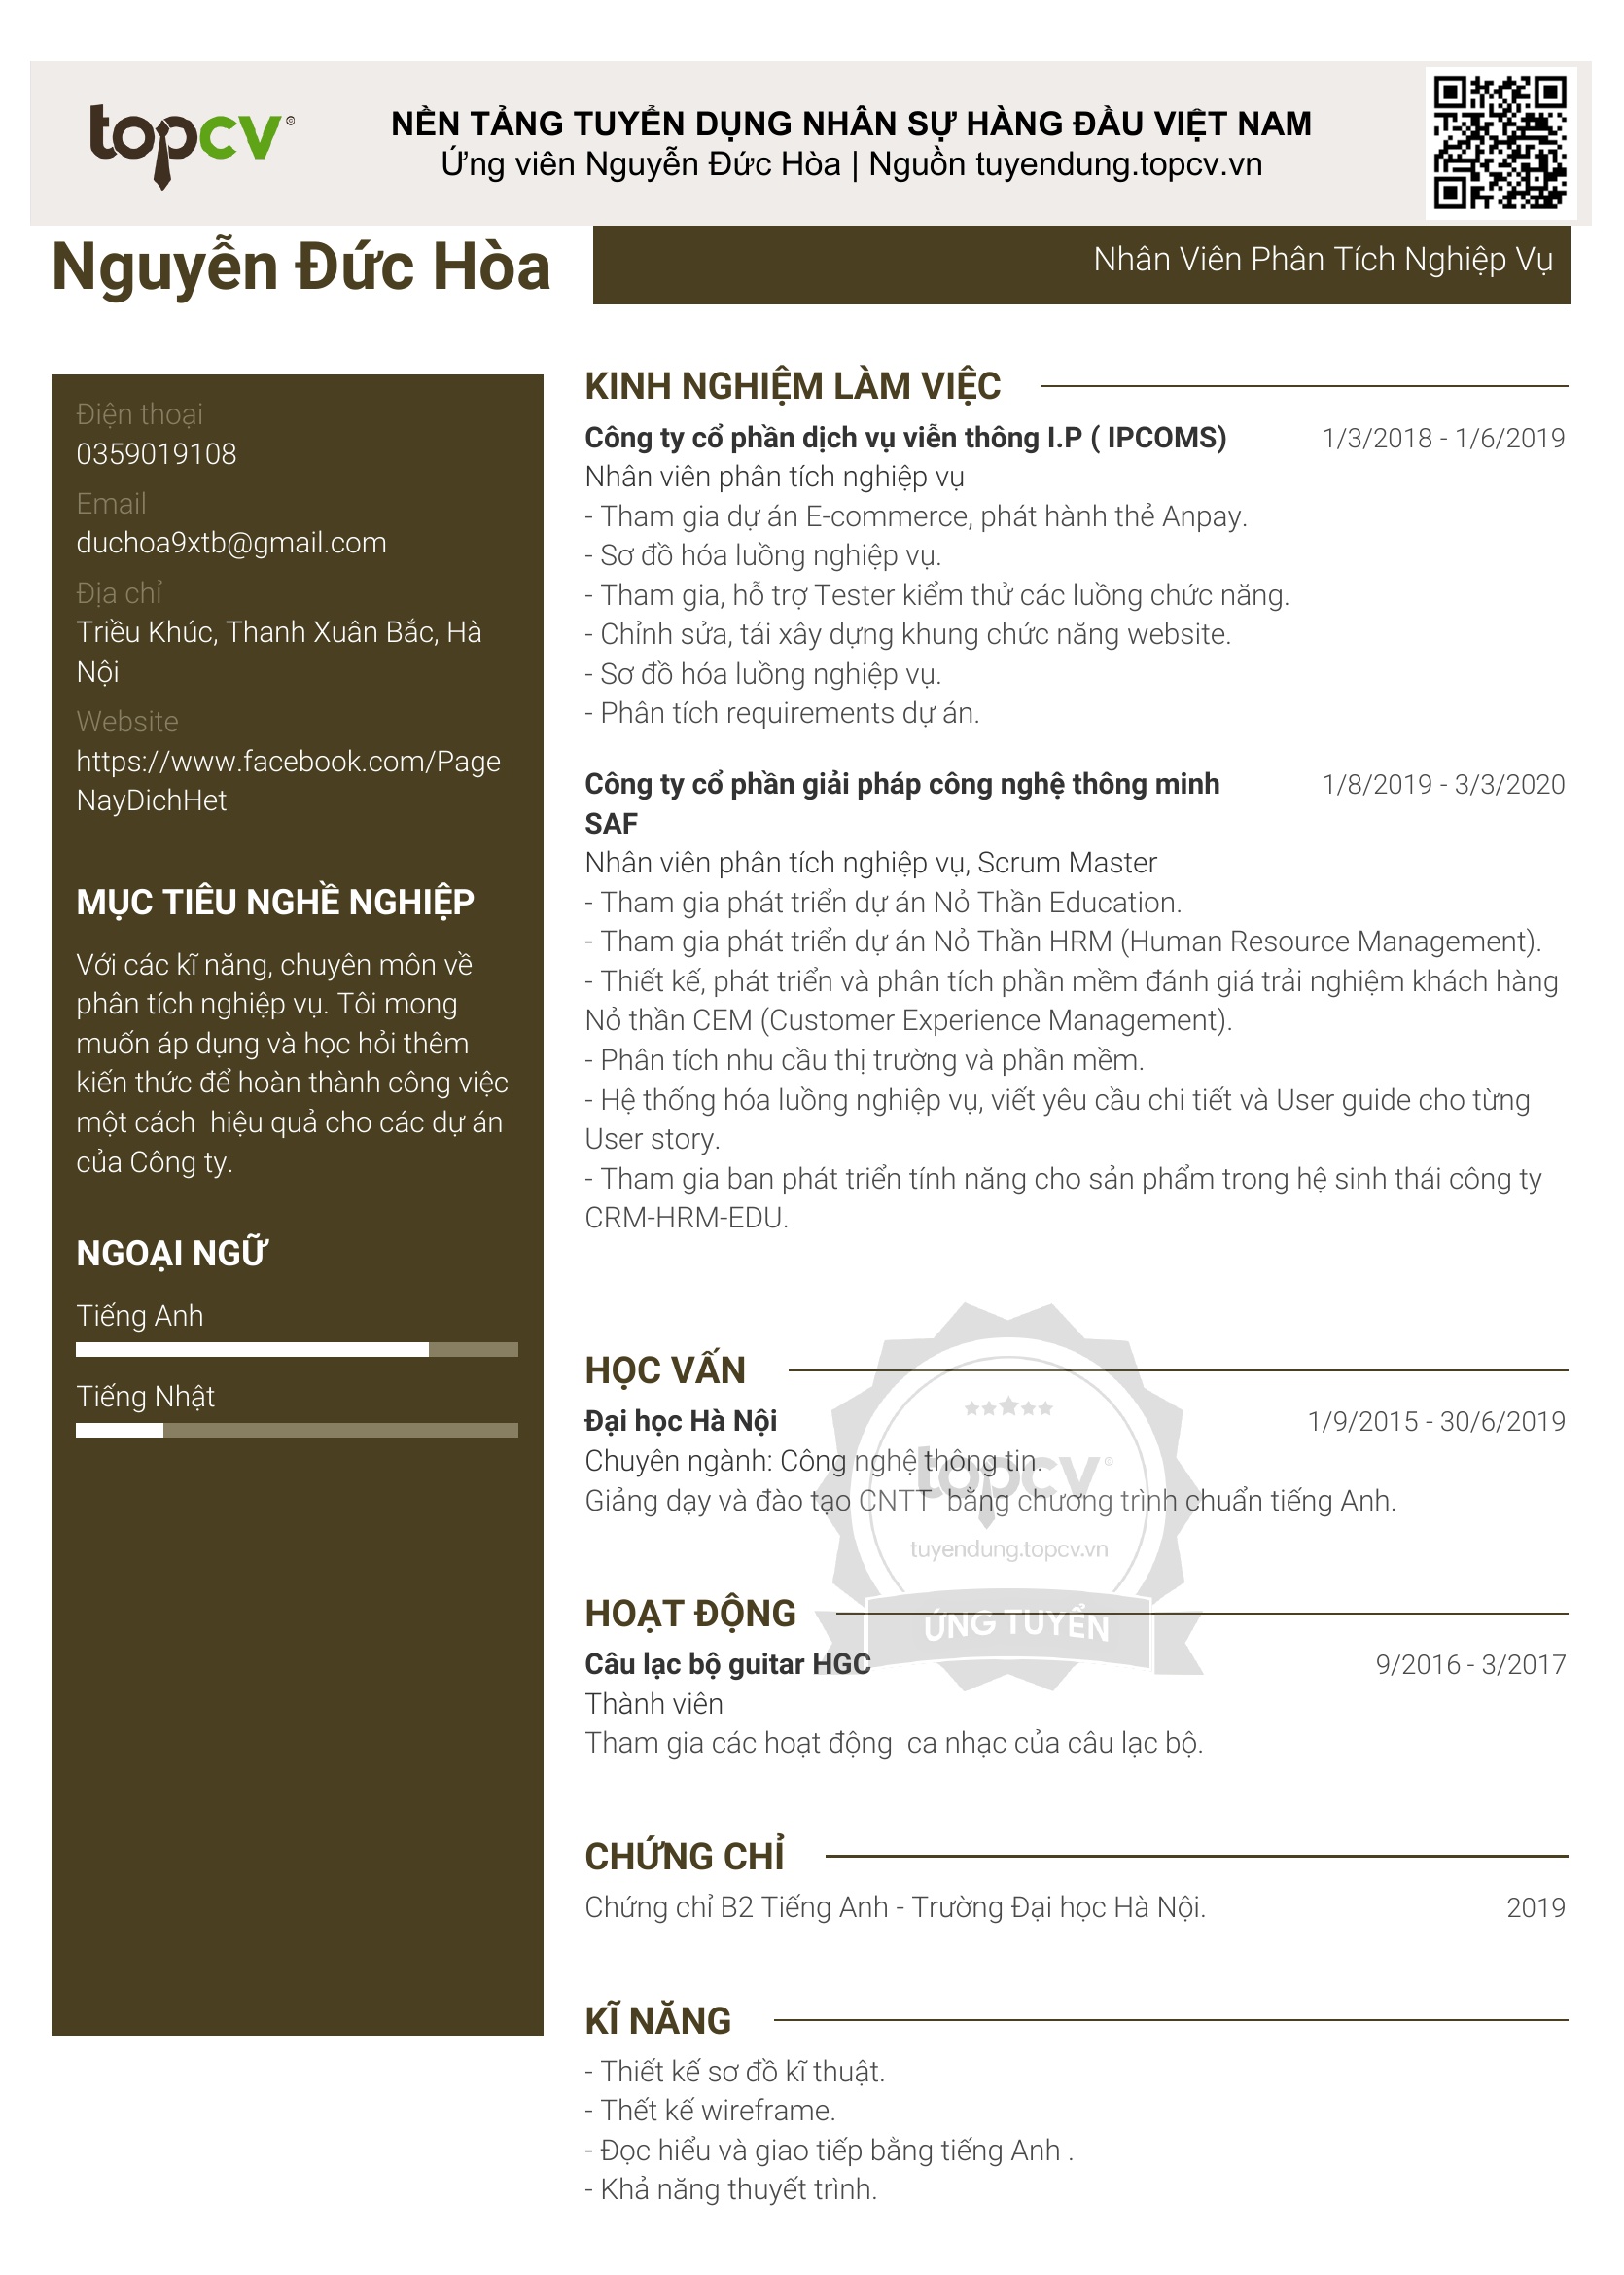 topcv
NỀN TẢNG TUYỂN DỤNG NHÂN SỰ HÀNG ĐẦU VIỆT NAM
Ứng viên Nguyễn Đức Hòa | Nguồn tuyendung.topcv.vn
Nguyễn Đức Hòa
Nhân Viên Phân Tích Nghiệp Vụ
Điện thoại
0359019108
Email
duchoa9xtb@gmail.com
Địa chỉ
Triều Khúc, Thanh Xuân Bắc, Hà
Nội
Website
https://www.facebook.com/Page
NayDichHet
MỤC TIÊU NGHỀ NGHIỆP
Với các kĩ năng, chuyên môn về
phân tích nghiệp vụ. Tôi mong
muốn áp dụng và học hỏi thêm
kiến thức để hoàn thành công việc
một cách  hiệu quả cho các dự án
của Công ty.
NGOẠI NGỮ
Tiếng Anh
Tiếng Nhật
KINH NGHIỆM LÀM VIỆC
Công ty cổ phần dịch vụ viễn thông I.P ( IPCOMS) 1/3/2018 - 1/6/2019
Nhân viên phân tích nghiệp vụ
- Tham gia dự án E-commerce, phát hành thẻ Anpay.
- Sơ đồ hóa luồng nghiệp vụ.
- Tham gia, hỗ trợ Tester kiểm thử các luồng chức năng.
- Chỉnh sửa, tái xây dựng khung chức năng website.
- Sơ đồ hóa luồng nghiệp vụ.
- Phân tích requirements dự án.
Công ty cổ phần giải pháp công nghệ thông minh 1/8/2019 - 3/3/2020
SAF
Nhân viên phân tích nghiệp vụ, Scrum Master
- Tham gia phát triển dự án Nỏ Thần Education.
- Tham gia phát triển dự án Nỏ Thần HRM (Human Resource Management).
- Thiết kế, phát triển và phân tích phần mềm đánh giá trải nghiệm khách hàng
Nỏ thần CEM (Customer Experience Management).
- Phân tích nhu cầu thị trường và phần mềm.
- Hệ thống hóa luồng nghiệp vụ, viết yêu cầu chi tiết và User guide cho từng
User story.
- Tham gia ban phát triển tính năng cho sản phẩm trong hệ sinh thái công ty
CRM-HRM-EDU.
HỌC VẤN
Đại học Hà Nội 1/9/2015 - 30/6/2019
Chuyên ngành: Công nghệ thông tin.
Giảng dạy và đào tạo CNTT  bằng chương trình chuẩn tiếng Anh.
topcv
tuyendung.topcv.vn
ỨNG TUYỂN
HOẠT ĐỘNG
Câu lạc bộ guitar HGC 9/2016 - 3/2017
Thành viên
Tham gia các hoạt động  ca nhạc của câu lạc bộ.
CHỨNG CHỈ
Chứng chỉ B2 Tiếng Anh - Trường Đại học Hà Nội. 2019
KĨ NĂNG
- Thiết kế sơ đồ kĩ thuật.
- Thết kế wireframe.
- Đọc hiểu và giao tiếp bằng tiếng Anh .
- Khả năng thuyết trình.